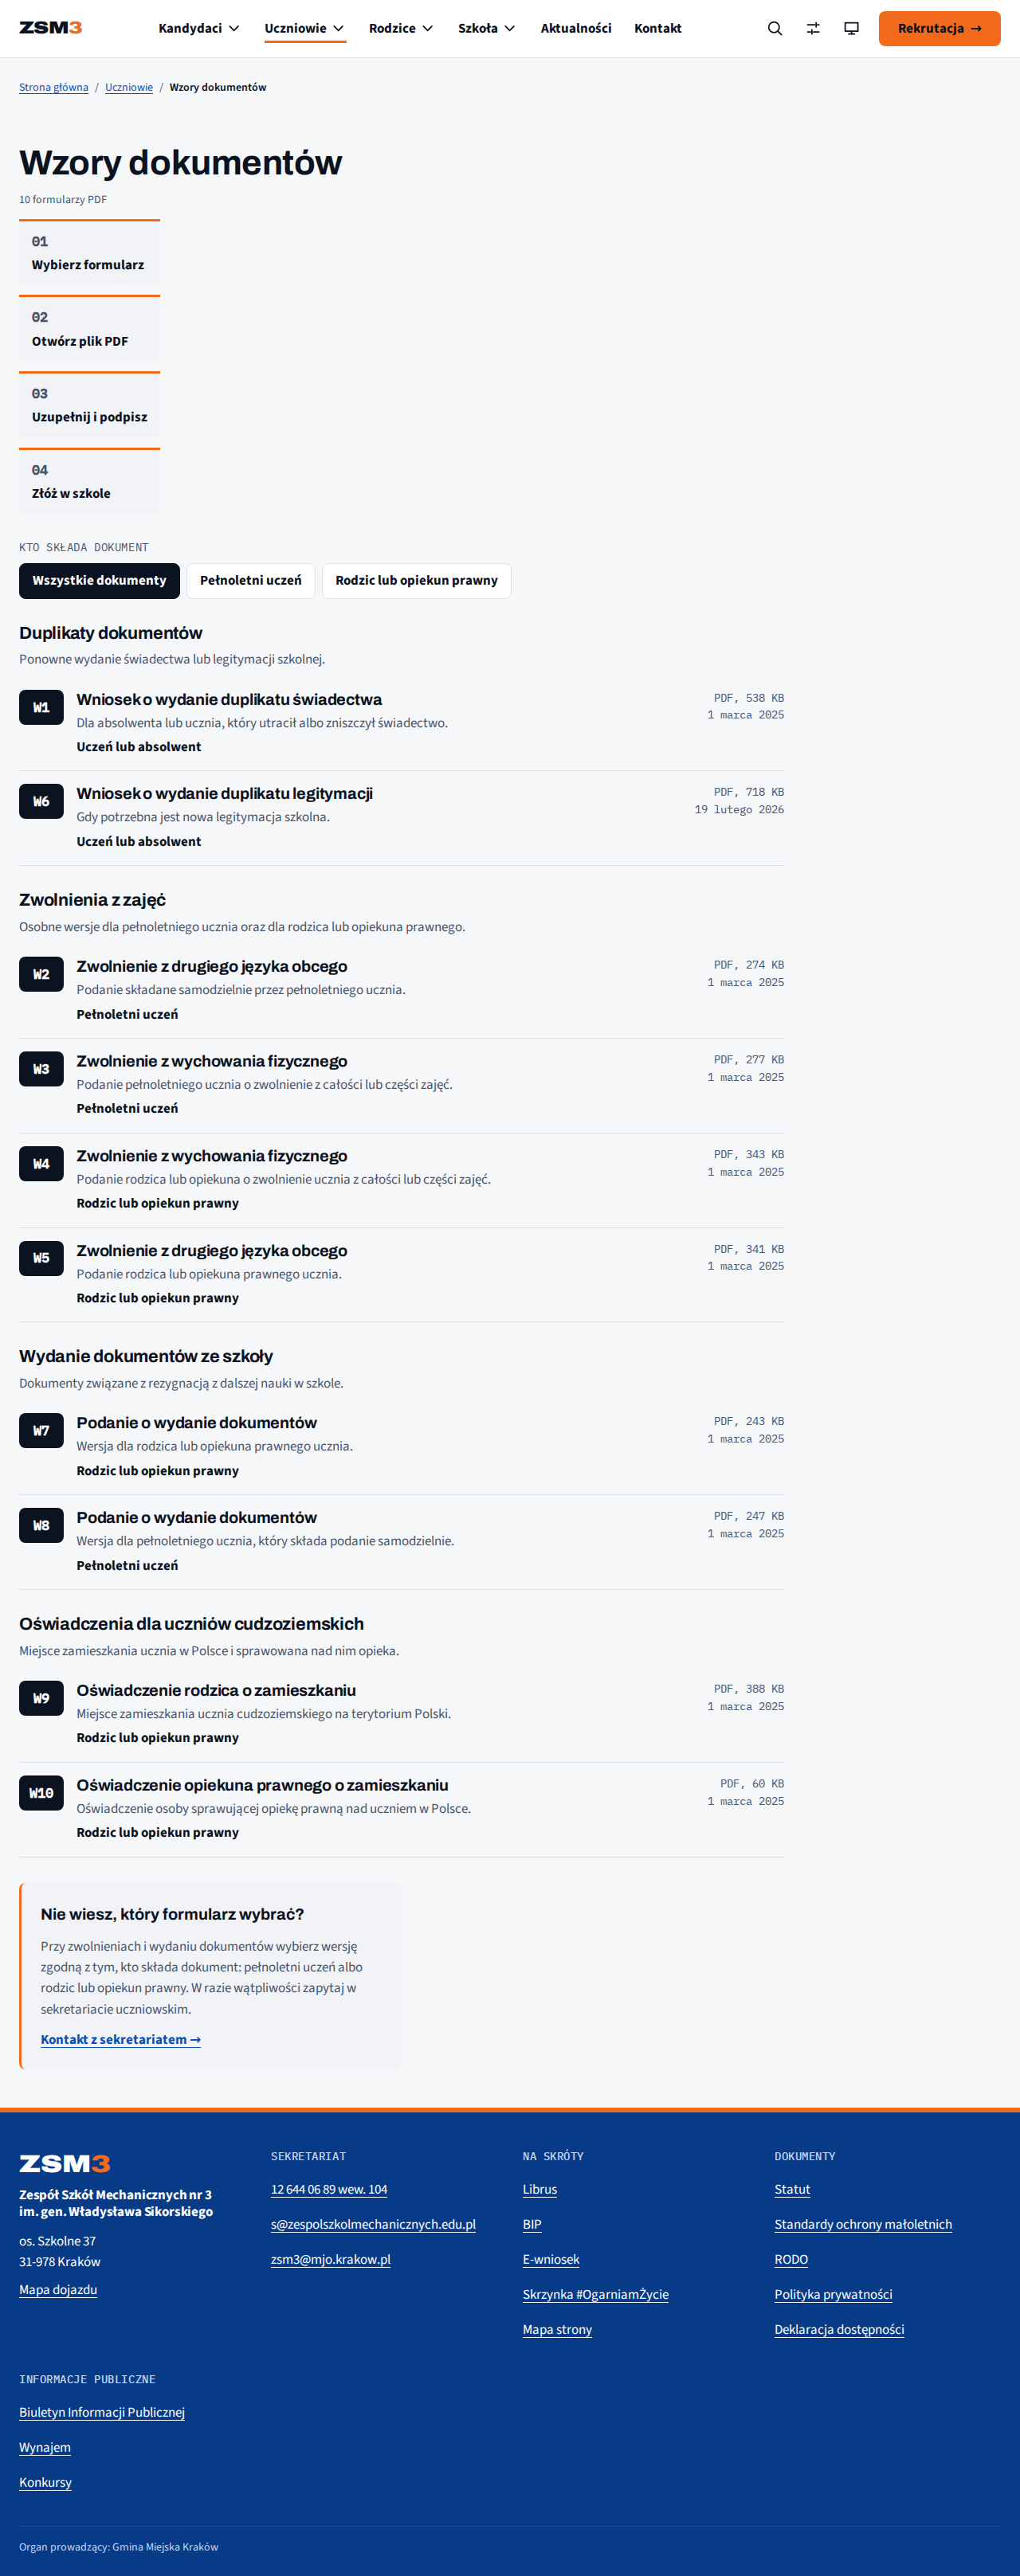 ZSM3
Kandydaci
Uczniowie
Rodzice
Szkoła
Aktualności
Kontakt
Rekrutacja →
Strona główna / Uczniowie / Wzory dokumentów
Wzory dokumentów
10 formularzy PDF
01
Wybierz formularz
02
Otwórz plik PDF
03
Uzupełnij i podpisz
04
Złóż w szkole
KTO SKŁADA DOKUMENT
Wszystkie dokumenty
Pełnoletni uczeń
Rodzic lub opiekun prawny
Duplikaty dokumentów
Ponowne wydanie świadectwa lub legitymacji szkolnej.
W1
Wniosek o wydanie duplikatu świadectwa
Dla absolwenta lub ucznia, który utracił albo zniszczył świadectwo.
Uczeń lub absolwent
PDF, 538 KB
1 marca 2025
W6
Wniosek o wydanie duplikatu legitymacji
Gdy potrzebna jest nowa legitymacja szkolna.
Uczeń lub absolwent
PDF, 718 KB
19 lutego 2026
Zwolnienia z zajęć
Osobne wersje dla pełnoletniego ucznia oraz dla rodzica lub opiekuna prawnego.
W2
Zwolnienie z drugiego języka obcego
Podanie składane samodzielnie przez pełnoletniego ucznia.
Pełnoletni uczeń
PDF, 274 KB
1 marca 2025
W3
Zwolnienie z wychowania fizycznego
Podanie pełnoletniego ucznia o zwolnienie z całości lub części zajęć.
Pełnoletni uczeń
PDF, 277 KB
1 marca 2025
W4
Zwolnienie z wychowania fizycznego
Podanie rodzica lub opiekuna o zwolnienie ucznia z całości lub części zajęć.
Rodzic lub opiekun prawny
PDF, 343 KB
1 marca 2025
W5
Zwolnienie z drugiego języka obcego
Podanie rodzica lub opiekuna prawnego ucznia.
Rodzic lub opiekun prawny
PDF, 341 KB
1 marca 2025
Wydanie dokumentów ze szkoły
Dokumenty związane z rezygnacją z dalszej nauki w szkole.
W7
Podanie o wydanie dokumentów
Wersja dla rodzica lub opiekuna prawnego ucznia.
Rodzic lub opiekun prawny
PDF, 243 KB
1 marca 2025
W8
Podanie o wydanie dokumentów
Wersja dla pełnoletniego ucznia, który składa podanie samodzielnie.
Pełnoletni uczeń
PDF, 247 KB
1 marca 2025
Oświadczenia dla uczniów cudzoziemskich
Miejsce zamieszkania ucznia w Polsce i sprawowana nad nim opieka.
W9
Oświadczenie rodzica o zamieszkaniu
Miejsce zamieszkania ucznia cudzoziemskiego na terytorium Polski.
Rodzic lub opiekun prawny
PDF, 388 KB
1 marca 2025
W10
Oświadczenie opiekuna prawnego o zamieszkaniu
Oświadczenie osoby sprawującej opiekę prawną nad uczniem w Polsce.
Rodzic lub opiekun prawny
PDF, 60 KB
1 marca 2025
Nie wiesz, który formularz wybrać?
Przy zwolnieniach i wydaniu dokumentów wybierz wersję
zgodną z tym, kto składa dokument: pełnoletni uczeń albo
rodzic lub opiekun prawny. W razie wątpliwości zapytaj w
sekretariacie uczniowskim.
Kontakt z sekretariatem →
ZSM3
Zespół Szkół Mechanicznych nr 3
im. gen. Władysława Sikorskiego
os. Szkolne 37
31-978 Kraków
Mapa dojazdu
SEKRETARIAT
12 644 06 89 wew. 104
s@zespolszkolmechanicznych.edu.pl
zsm3@mjo.krakow.pl
NA SKRÓTY
Librus
BIP
E-wniosek
Skrzynka #OgarniamŻycie
Mapa strony
DOKUMENTY
Statut
Standardy ochrony małoletnich
RODO
Polityka prywatności
Deklaracja dostępności
INFORMACJE PUBLICZNE
Biuletyn Informacji Publicznej
Wynajem
Konkursy
Organ prowadzący: Gmina Miejska Kraków